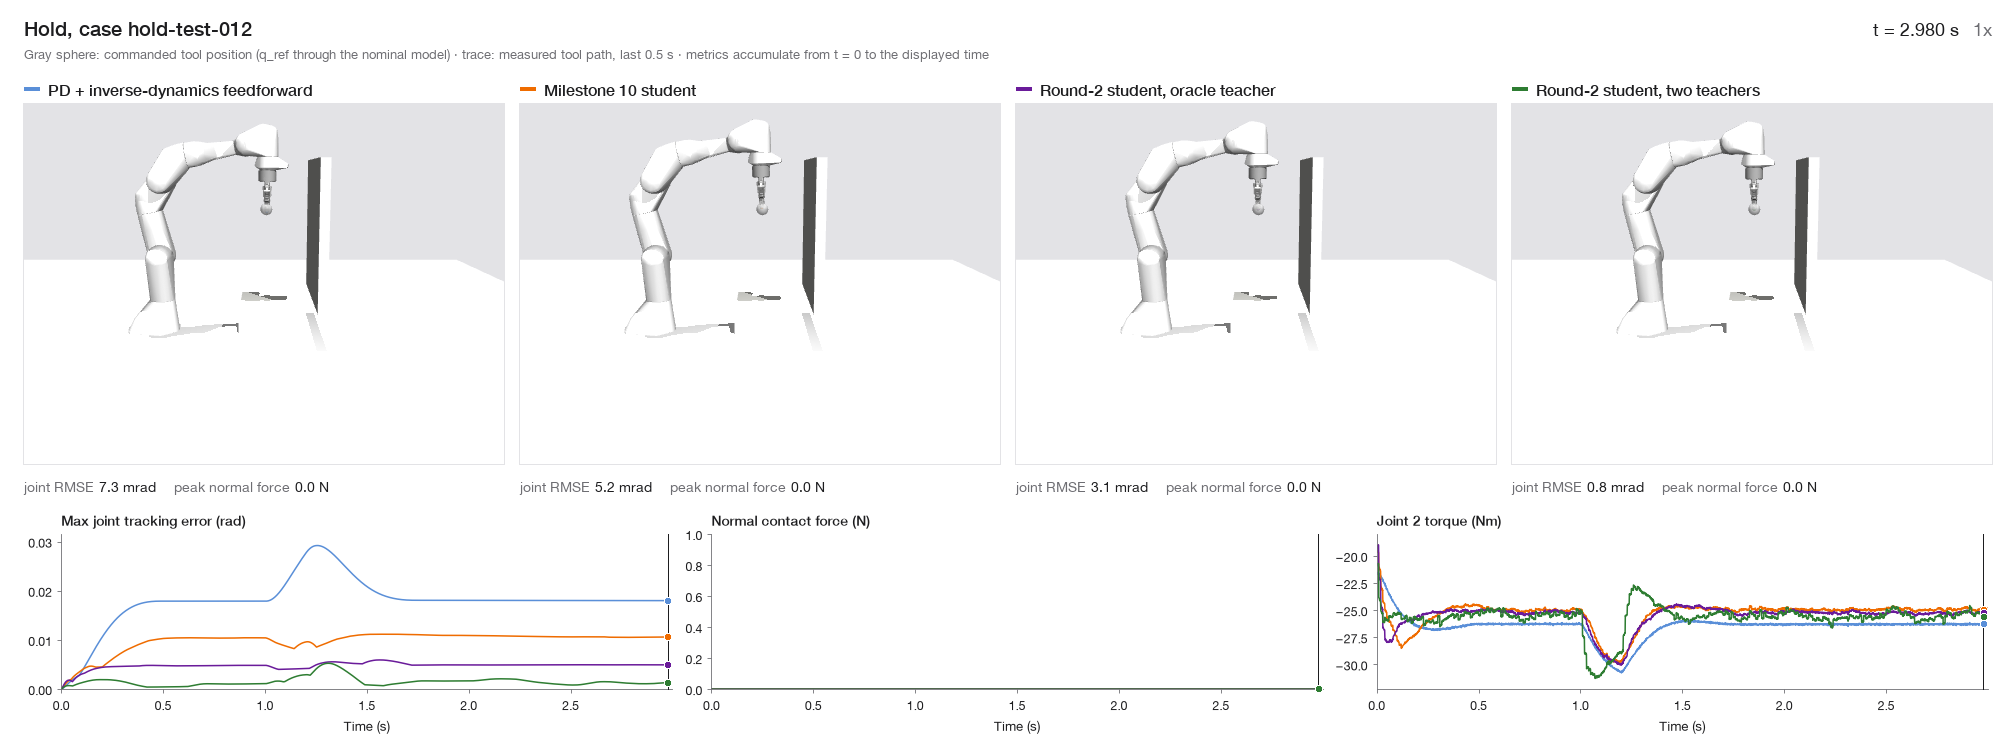 Hold, case hold-test-012
t = 2.980 s 1x
Gray sphere: commanded tool position (q_ref through the nominal model) · trace: measured tool path, last 0.5 s · metrics accumulate from t = 0 to the displayed time
PD + inverse-dynamics feedforward
Milestone 10 student
Round-2 student, oracle teacher
Round-2 student, two teachers
joint RMSE 7.3 mrad peak normal force 0.0 N
joint RMSE 5.2 mrad peak normal force 0.0 N
joint RMSE 3.1 mrad peak normal force 0.0 N
joint RMSE 0.8 mrad peak normal force 0.0 N
Max joint tracking error (rad)
0.03
0.02
0.01
0.00
0.0 0.5 1.0 1.5 2.0 2.5
Time (s)
Normal contact force (N)
1.0
0.8
0.6
0.4
0.2
0.0
0.0 0.5 1.0 1.5 2.0 2.5
Time (s)
Joint 2 torque (Nm)
−20.0
−22.5
−25.0
−27.5
−30.0
0.0 0.5 1.0 1.5 2.0 2.5
Time (s)